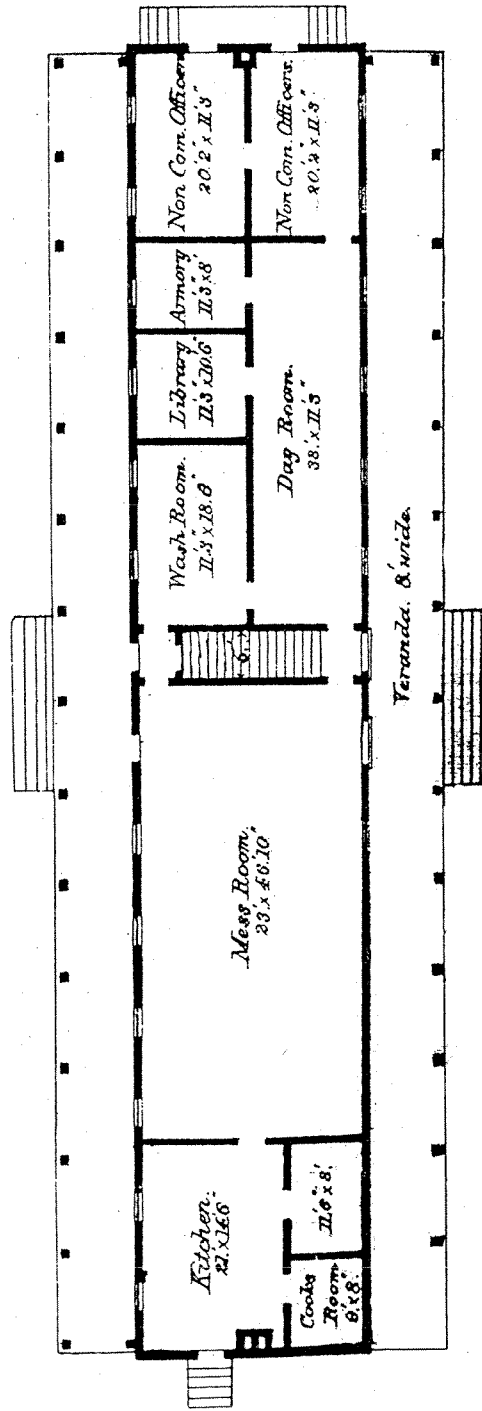 Non Com. Officers
20'.2" x 11'.3"
Non Com. Officers.
20'.2" x 11'.3"
Armory
11'.3" x 8'
Library
11'.3" x 10'.6"
Wash Room.
11'.3" x 18.8"
Day Room.
38'. x 11'.3"
6'
Veranda. 8' wide.
Mess Room.
23'. x 46'.10"
Kitchen.
21'. x 14'.6"
11'.6" x 8'.
Cooks
Room.
9' x 8'.